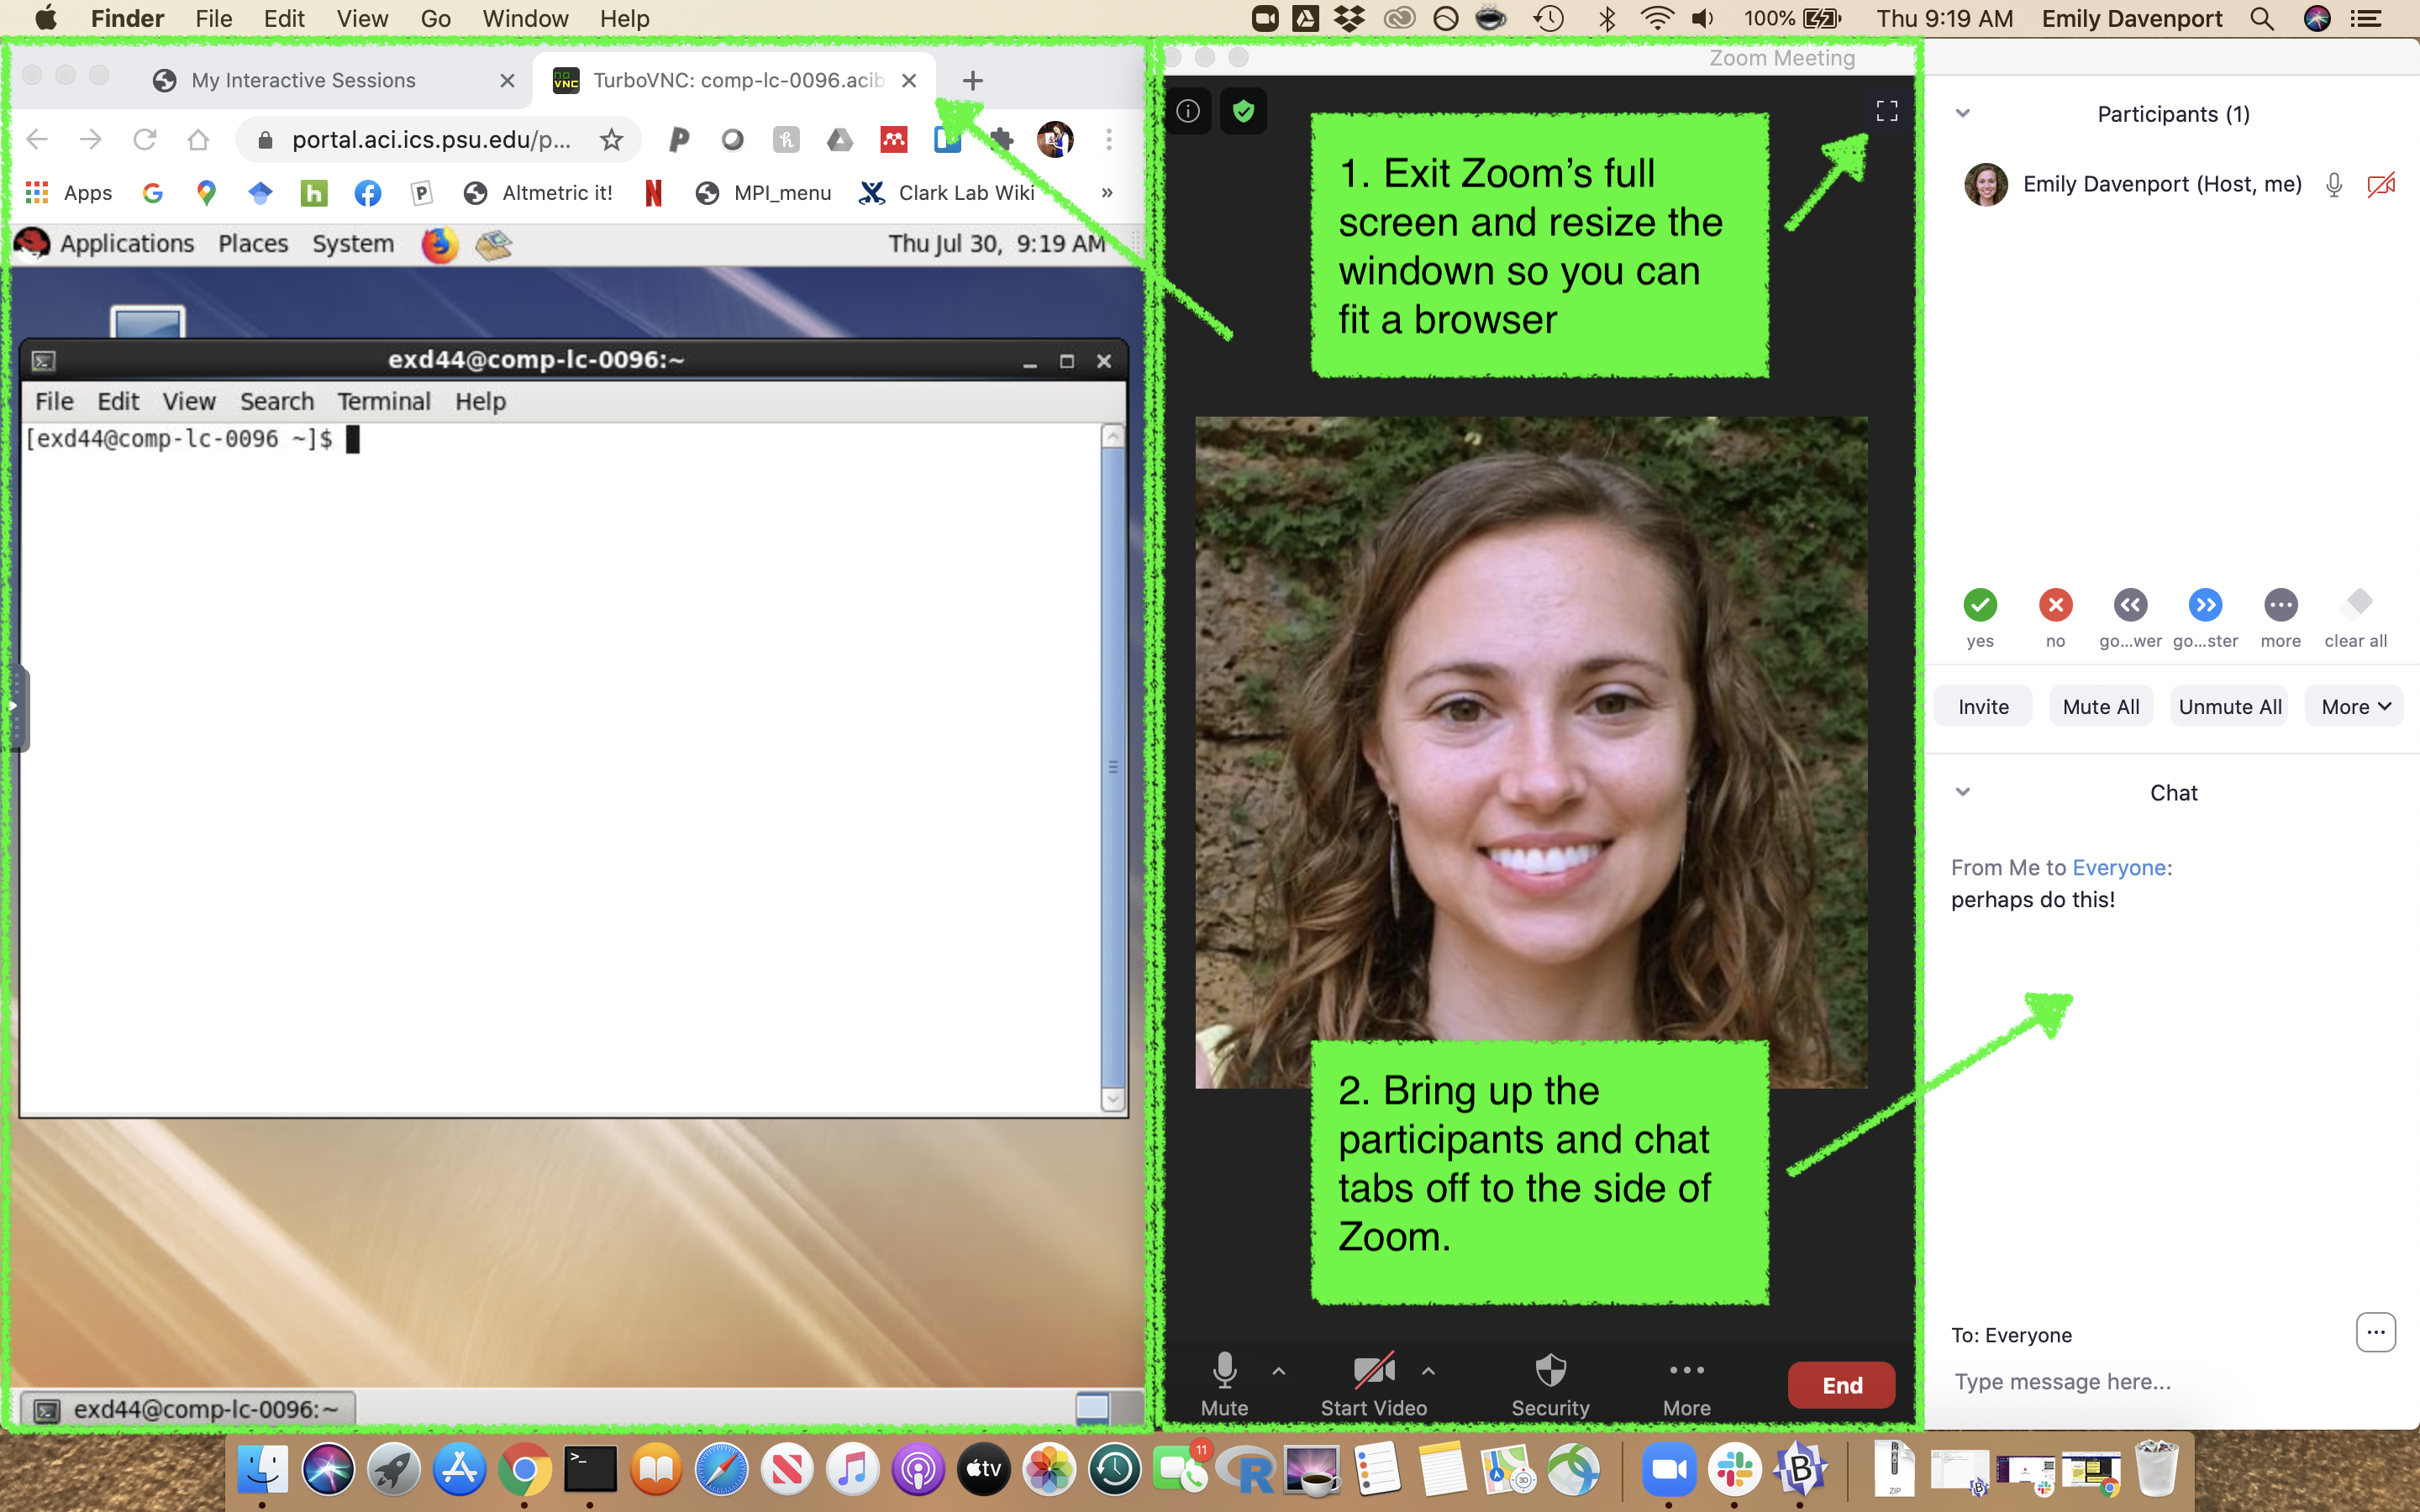 Finder File Edit View Go Window Help 100% Thu 9:19 AM Emily Davenport
My Interactive Sessions TurboVNC: comp-lc-0096.acib
portal.aci.ics.psu.edu/p...
Apps Altmetric it! MPI_menu Clark Lab Wiki »
Applications Places System Thu Jul 30, 9:19 AM
exd44@comp-lc-0096:~
File Edit View Search Terminal Help
[exd44@comp-lc-0096 ~]$
exd44@comp-lc-0096:~
Zoom Meeting
1. Exit Zoom’s full
screen and resize the
windown so you can
fit a browser
2. Bring up the
participants and chat
tabs off to the side of
Zoom.
Mute Start Video Security More End
Participants (1)
Emily Davenport (Host, me)
yes no go...wer go...ster more clear all
Invite Mute All Unmute All More
Chat
From Me to Everyone:
perhaps do this!
To: Everyone
Type message here...
11
tv
ZIP